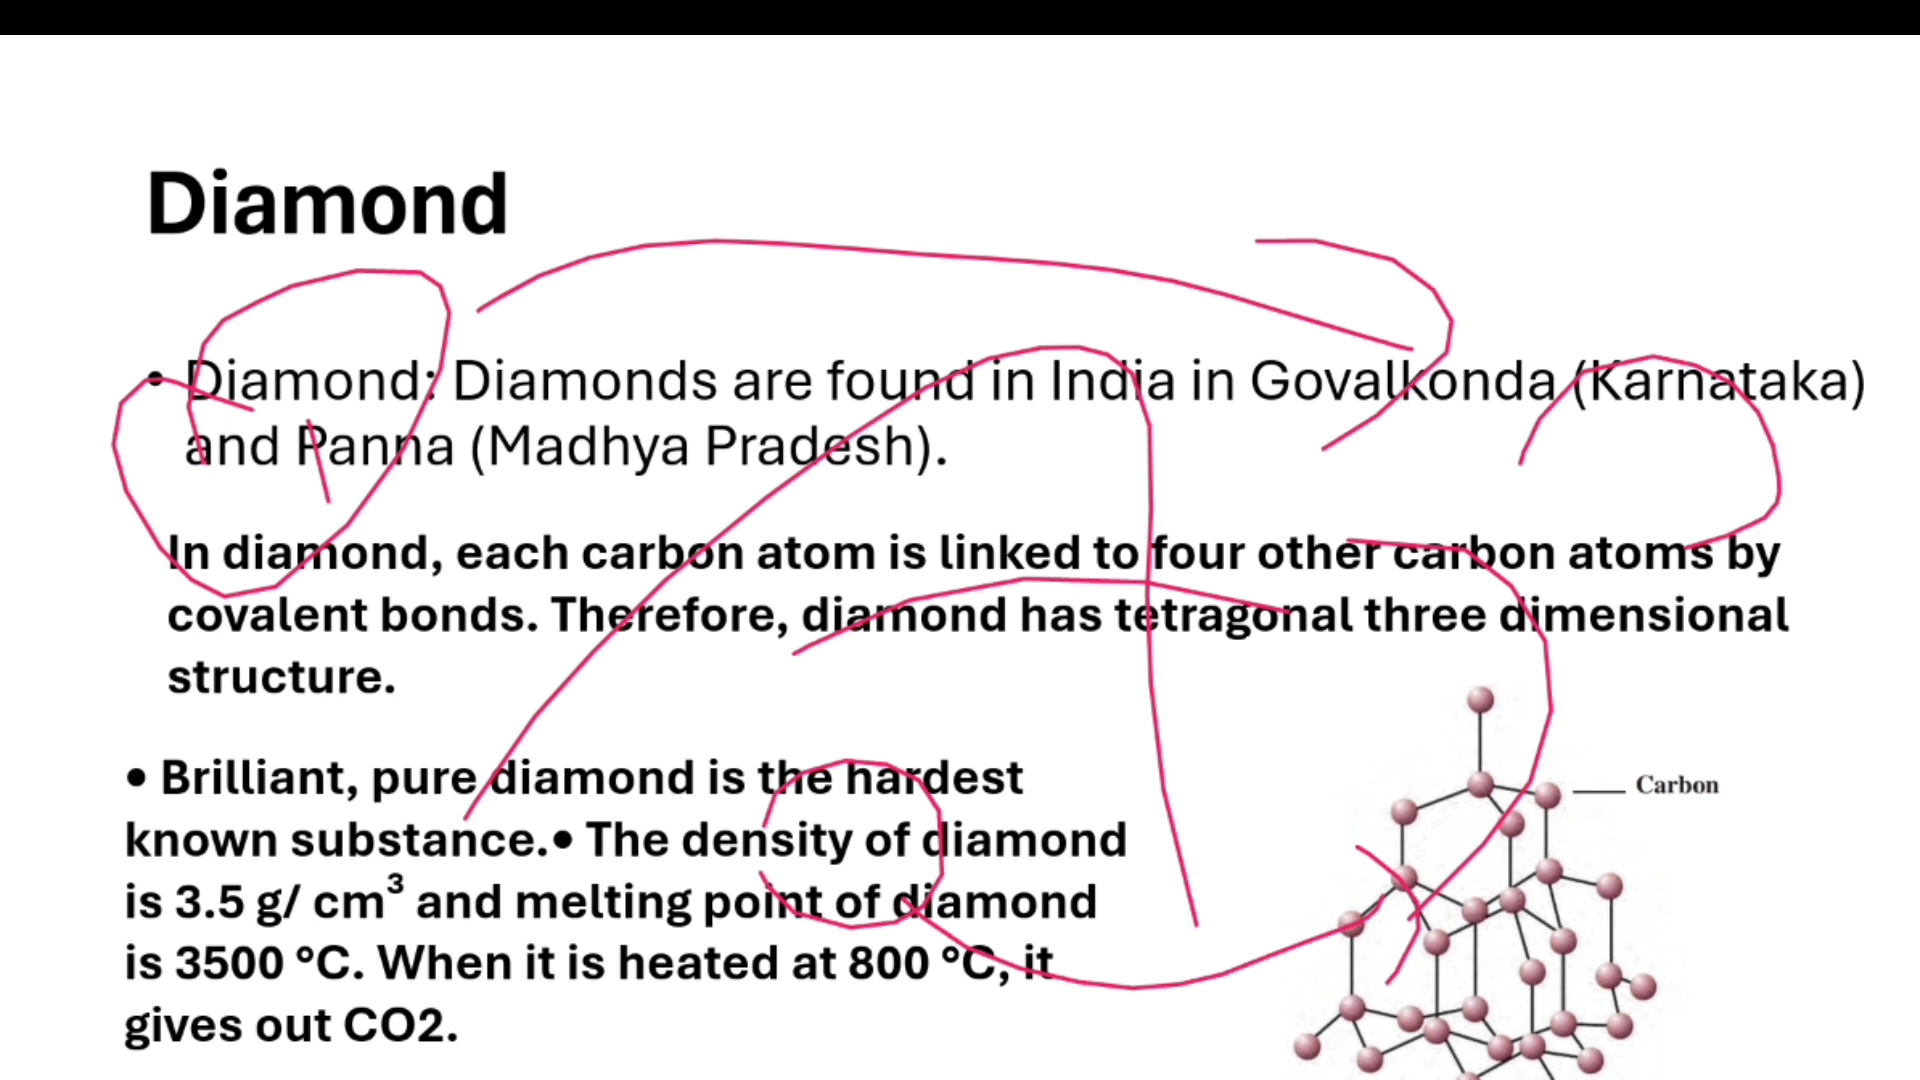 Diamond
• Diamond: Diamonds are found in India in Govalkonda (Karnataka)
and Panna (Madhya Pradesh).
In diamond, each carbon atom is linked to four other carbon atoms by
covalent bonds. Therefore, diamond has tetragonal three dimensional
structure.
• Brilliant, pure diamond is the hardest
known substance.• The density of diamond
is 3.5 g/ cm³ and melting point of diamond
is 3500 °C. When it is heated at 800 °C, it
gives out CO2.
Carbon